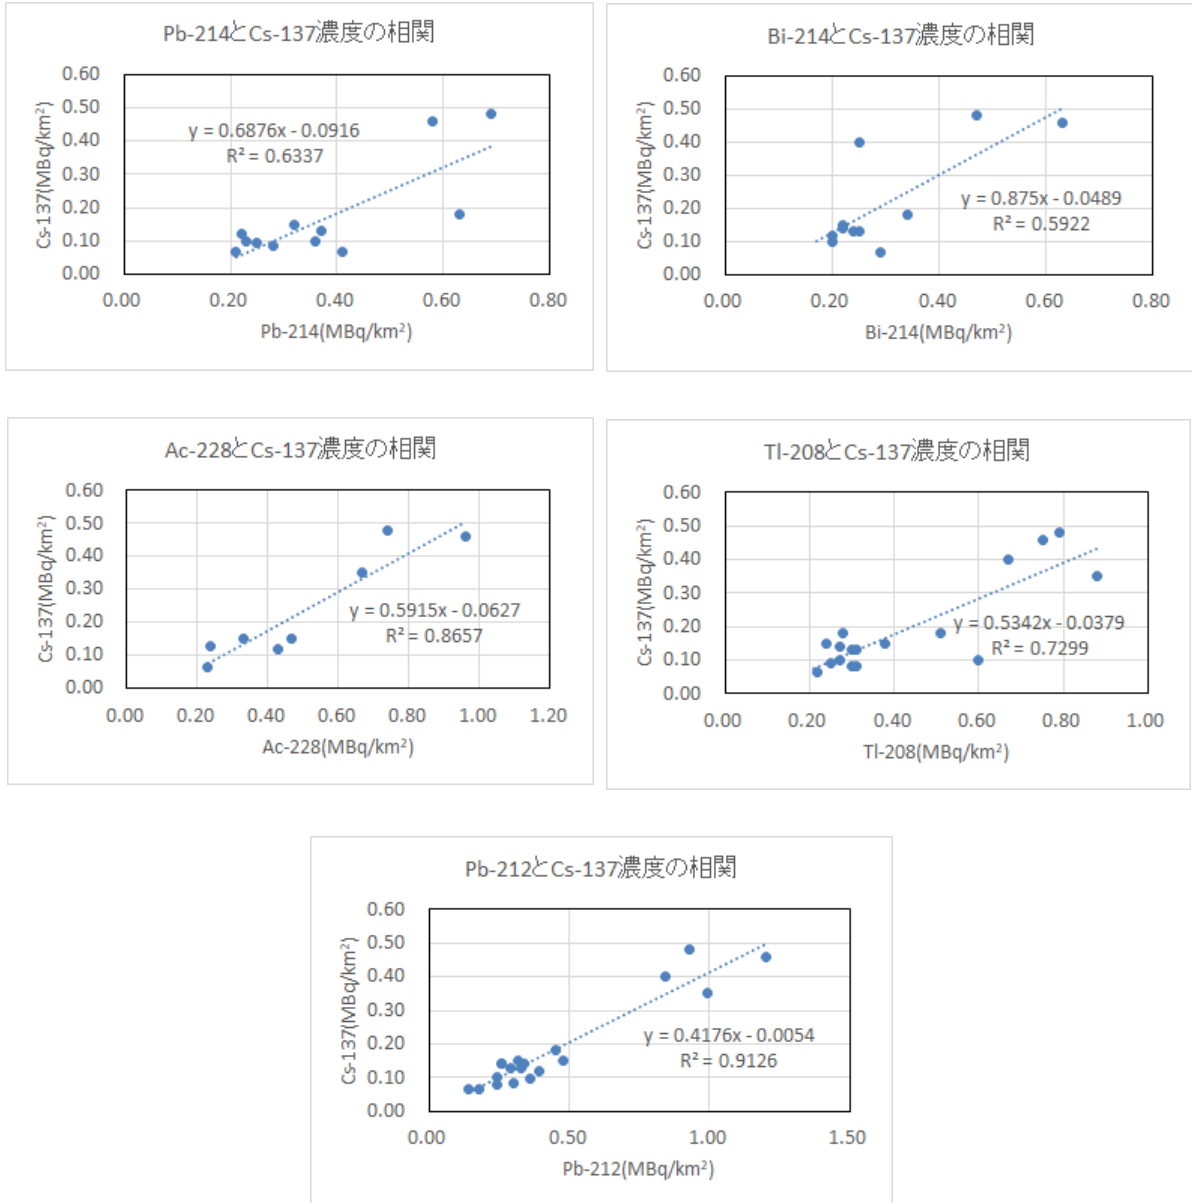 Pb-214とCs-137濃度の相関
Cs-137(MBq/km²)
0.60
0.50
0.40
0.30
0.20
0.10
0.00
y = 0.6876x - 0.0916
R² = 0.6337
0.00 0.20 0.40 0.60 0.80
Pb-214(MBq/km²)
Bi-214とCs-137濃度の相関
Cs-137(MBq/km²)
0.60
0.50
0.40
0.30
0.20
0.10
0.00
y = 0.875x - 0.0489
R² = 0.5922
0.00 0.20 0.40 0.60 0.80
Bi-214(MBq/km²)
Ac-228とCs-137濃度の相関
Cs-137(MBq/km²)
0.60
0.50
0.40
0.30
0.20
0.10
0.00
y = 0.5915x - 0.0627
R² = 0.8657
0.00 0.20 0.40 0.60 0.80 1.00 1.20
Ac-228(MBq/km²)
Tl-208とCs-137濃度の相関
Cs-137(MBq/km²)
0.60
0.50
0.40
0.30
0.20
0.10
0.00
y = 0.5342x - 0.0379
R² = 0.7299
0.00 0.20 0.40 0.60 0.80 1.00
Tl-208(MBq/km²)
Pb-212とCs-137濃度の相関
Cs-137(MBq/km²)
0.60
0.50
0.40
0.30
0.20
0.10
0.00
y = 0.4176x - 0.0054
R² = 0.9126
0.00 0.50 1.00 1.50
Pb-212(MBq/km²)